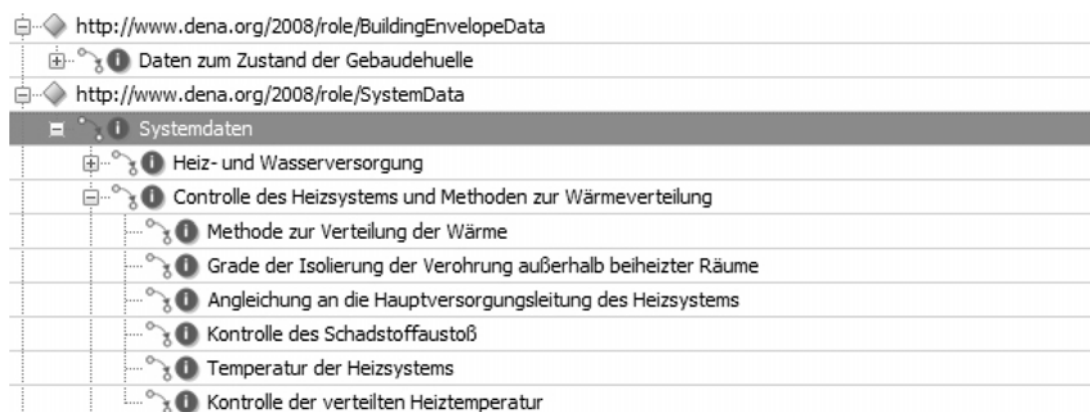 http://www.dena.org/2008/role/BuildingEnvelopeData
Daten zum Zustand der Gebaudehuelle
http://www.dena.org/2008/role/SystemData
Systemdaten
Heiz- und Wasserversorgung
Controlle des Heizsystems und Methoden zur Wärmeverteilung
Methode zur Verteilung der Wärme
Grade der Isolierung der Verohrung außerhalb beiheizter Räume
Angleichung an die Hauptversorgungsleitung des Heizsystems
Kontrolle des Schadstoffaustoß
Temperatur der Heizsystems
Kontrolle der verteilten Heiztemperatur